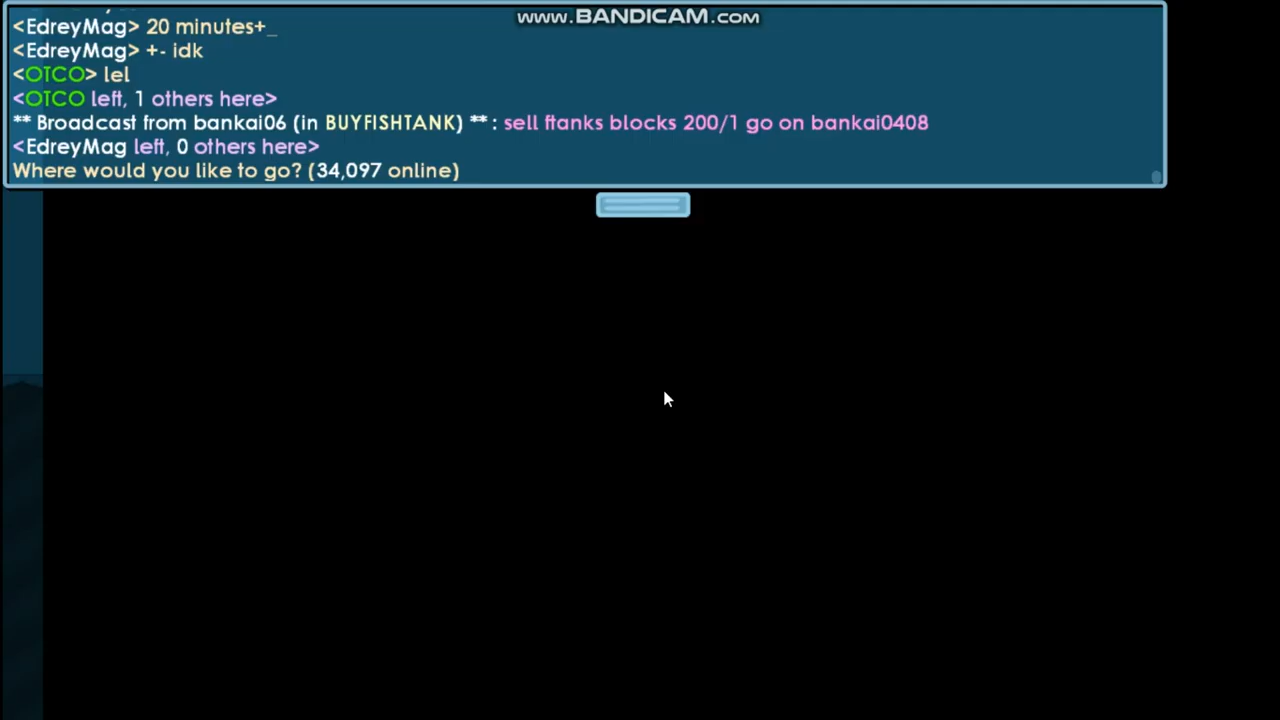 www.BANDICAM.com
<EdreyMag> 20 minutes+_
<EdreyMag> +- idk
<OTCO> lel
<OTCO left, 1 others here>
** Broadcast from bankai06 (in BUYFISHTANK) ** : sell ftanks blocks 200/1 go on bankai0408
<EdreyMag left, 0 others here>
Where would you like to go? (34,097 online)